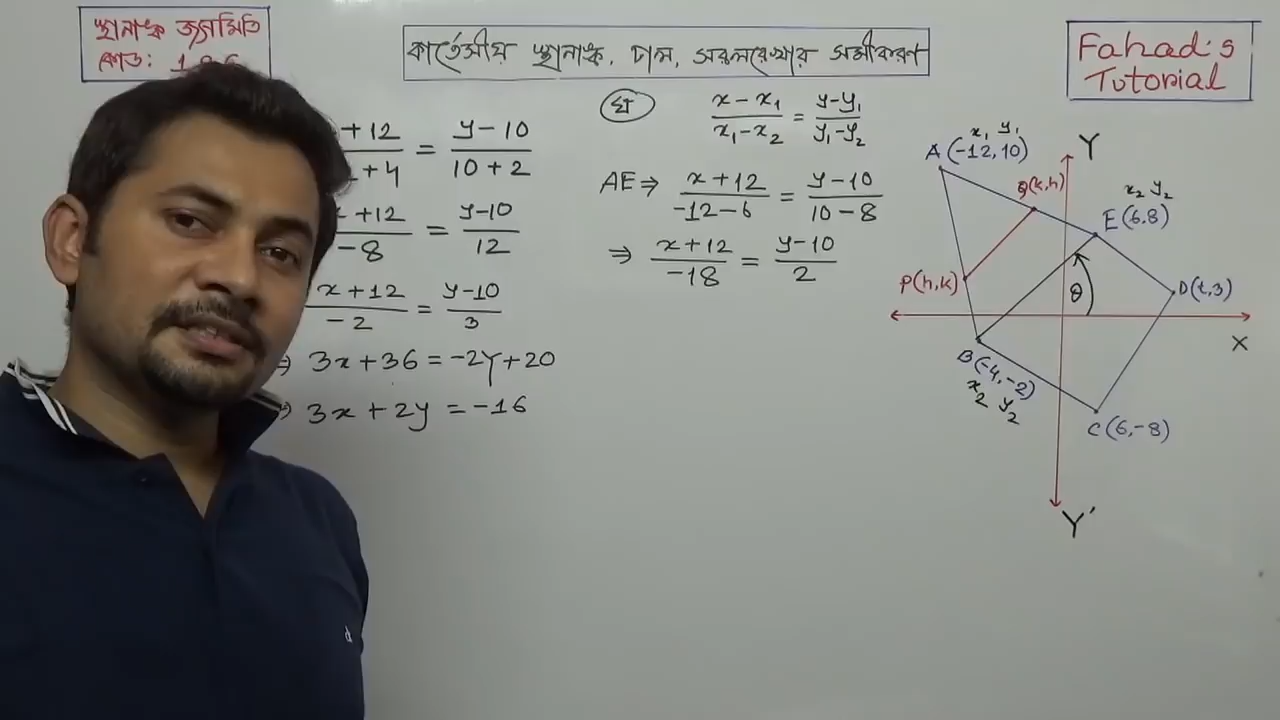 স্থানাঙ্ক জ্যামিতি
কোড:
কার্তেসীয় স্থানাঙ্ক, ঢাল, সরলরেখার সমীকরণ
Fahad's
Tutorial
+12 / +4 = y-10 / 10+2
x+12 / -8 = y-10 / 12
x+12 / -2 = y-10 / 3
⇒ 3x+36 = -2y+20
⇒ 3x+2y = -16
ঘ x-x₁ / x₁-x₂ = y-y₁ / y₁-y₂
AE ⇒ x+12 / -12-6 = y-10 / 10-8
⇒ x+12 / -18 = y-10 / 2
x₁ y₁
A(-12,10)
Y
Q(k,h)
x₂ y₂
E(6,8)
P(h,k)
θ
D(t,3)
X
B(-4,-2)
x₂ y₂
C(6,-8)
Y'